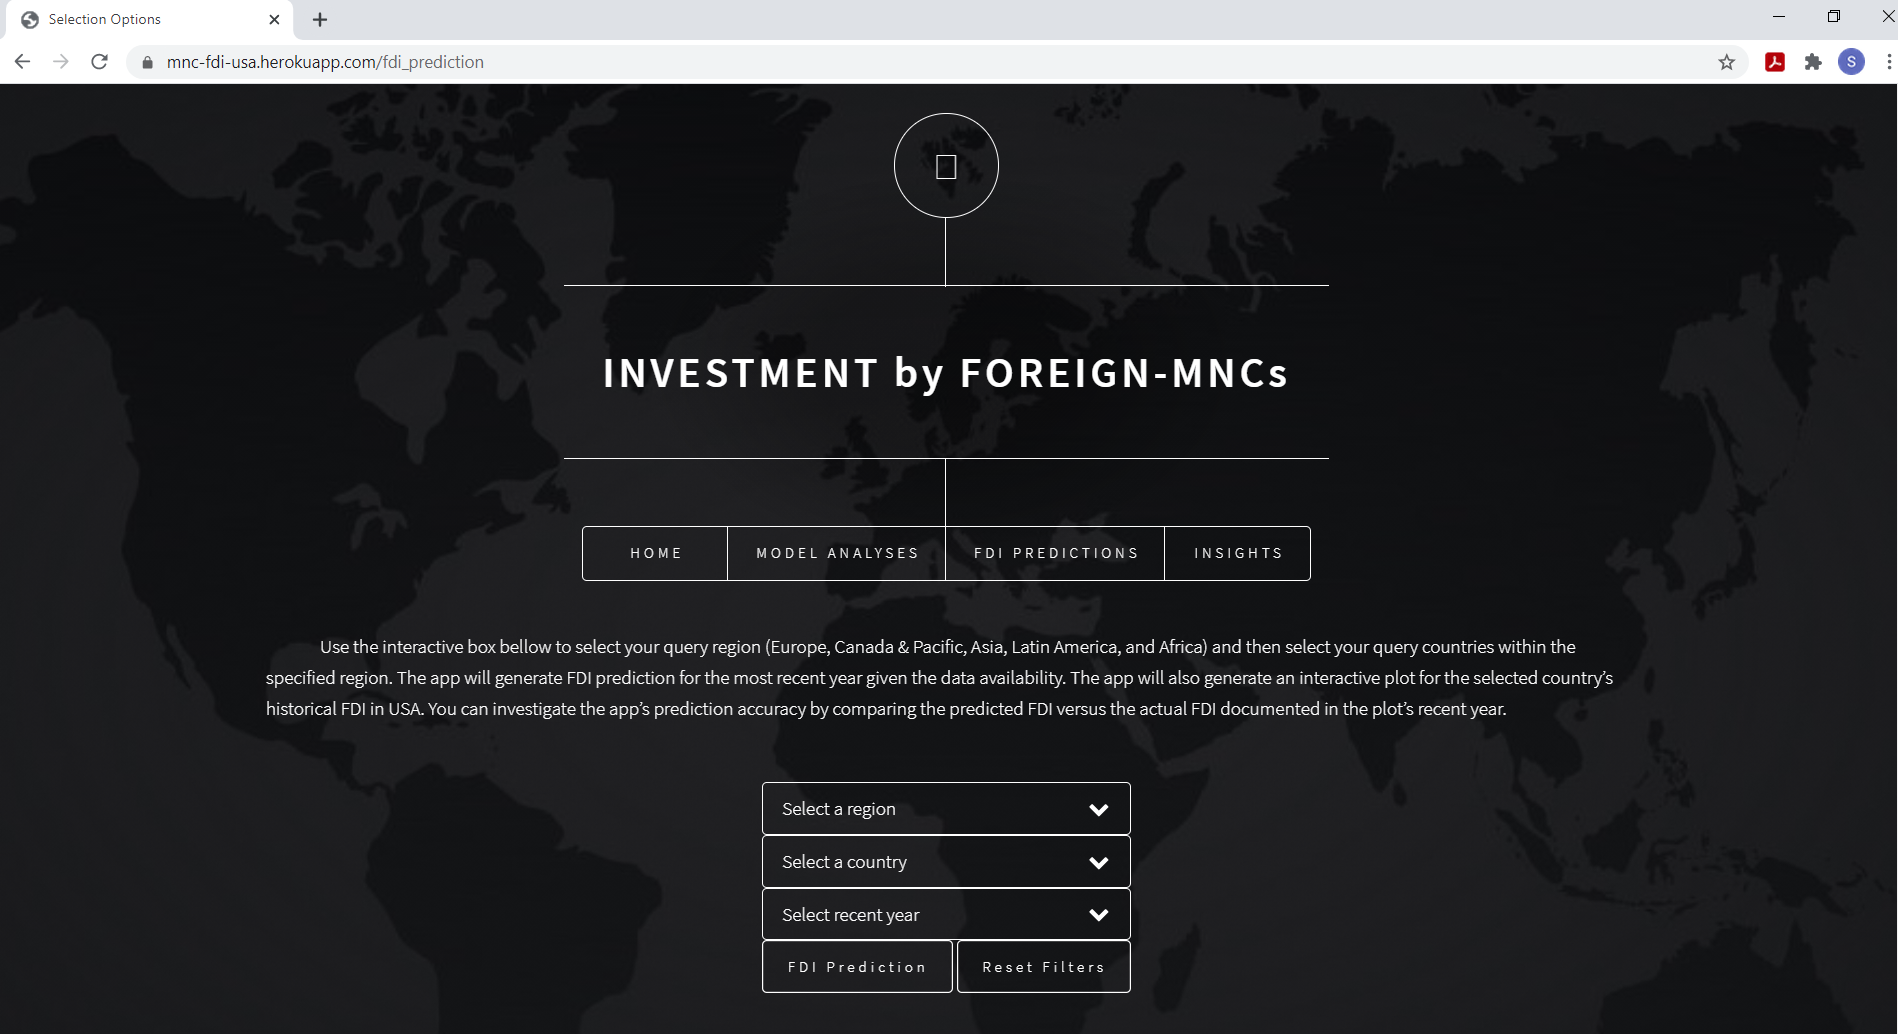 Selection Options
mnc-fdi-usa.herokuapp.com/fdi_prediction
S
INVESTMENT by FOREIGN-MNCs
HOME
MODEL ANALYSES
FDI PREDICTIONS
INSIGHTS
Use the interactive box bellow to select your query region (Europe, Canada & Pacific, Asia, Latin America, and Africa) and then select your query countries within the
specified region. The app will generate FDI prediction for the most recent year given the data availability. The app will also generate an interactive plot for the selected country’s
historical FDI in USA. You can investigate the app’s prediction accuracy by comparing the predicted FDI versus the actual FDI documented in the plot’s recent year.
Select a region
Select a country
Select recent year
FDI Prediction
Reset Filters